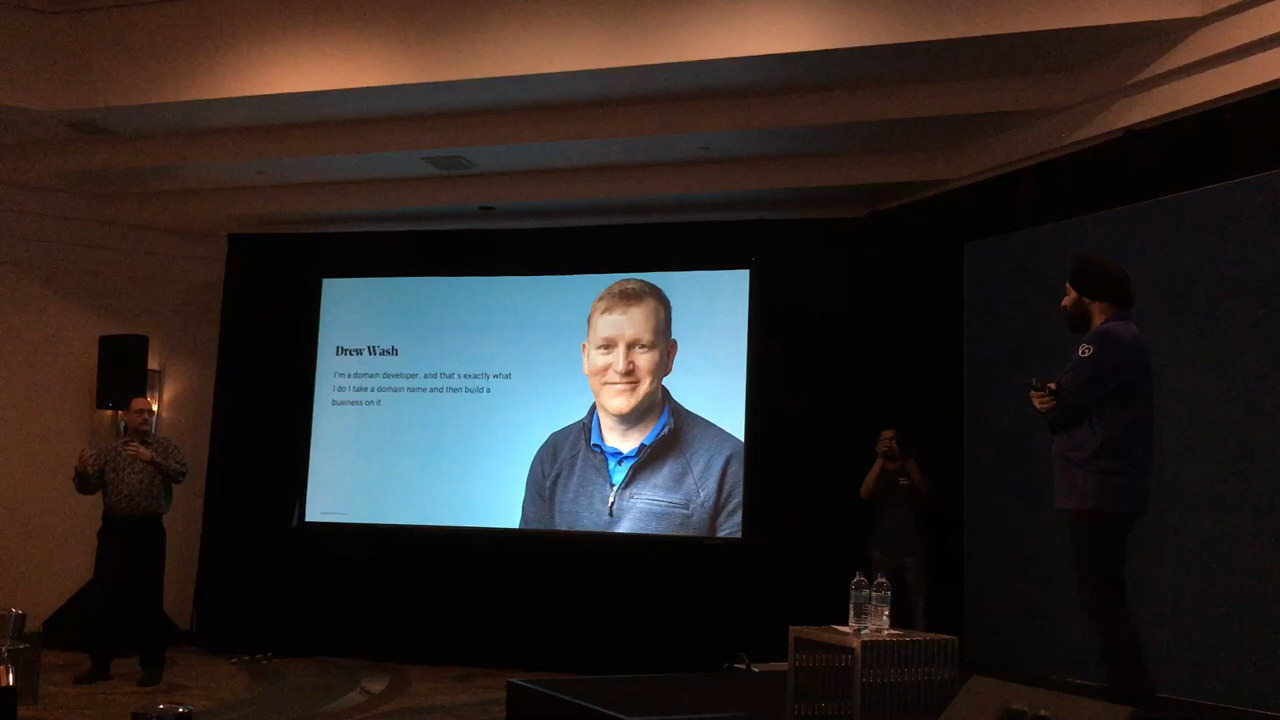 Drew Wash
I'm a domain developer, and that's exactly what
I do I take a domain name and then build a
business on it.